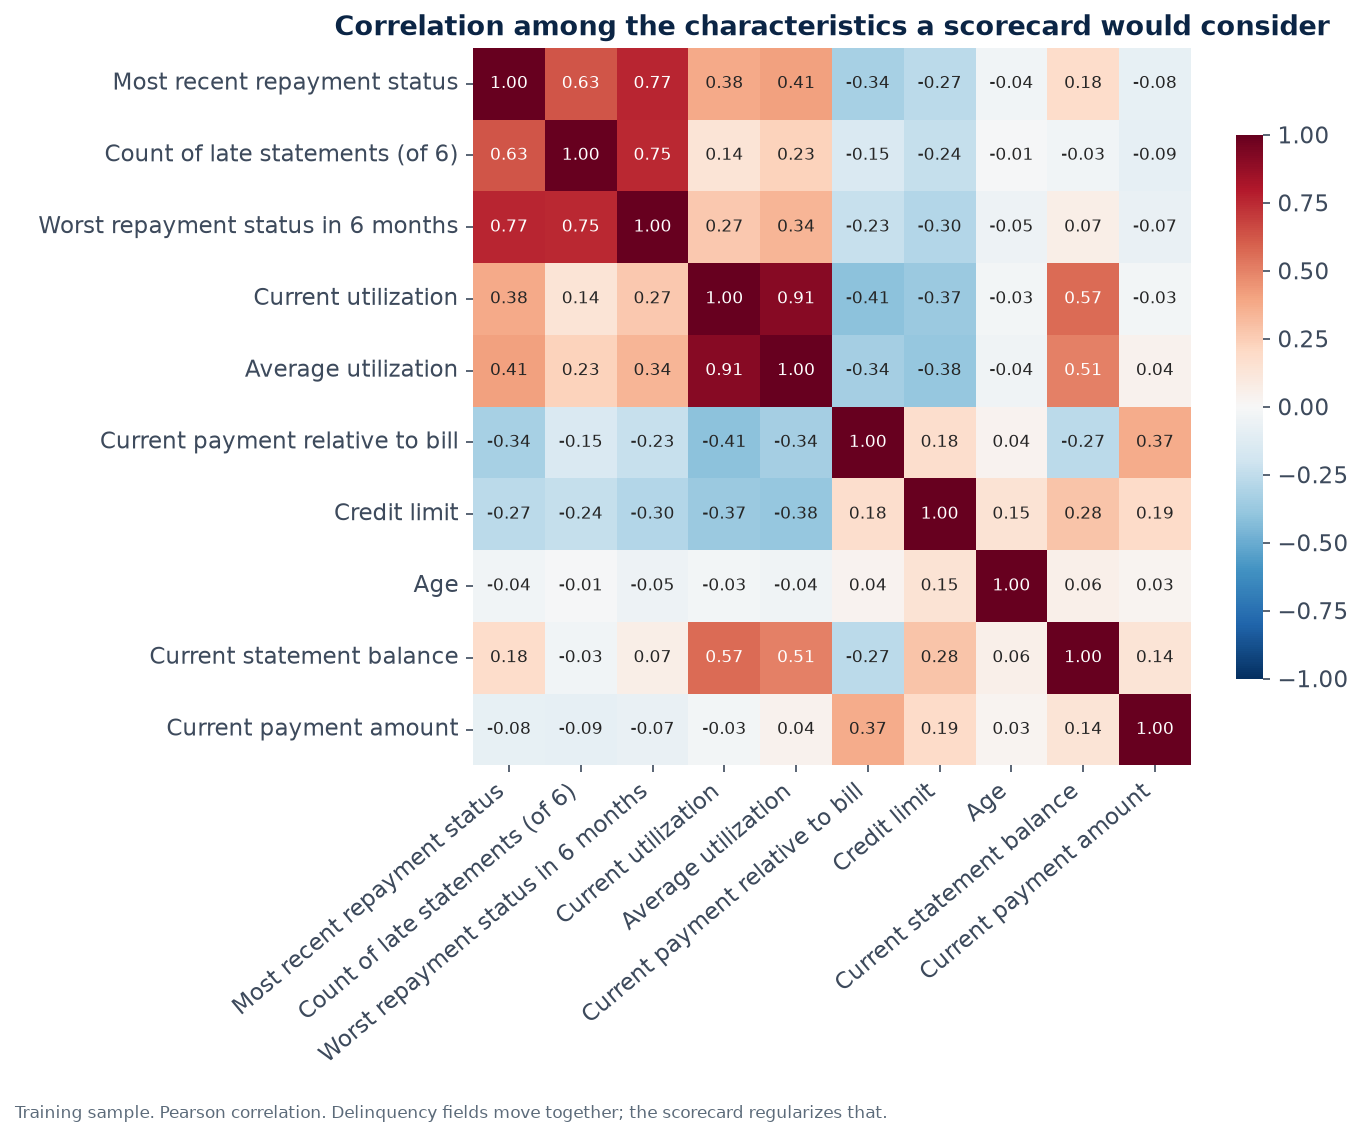 Correlation among the characteristics a scorecard would consider
Most recent repayment status 1.00 0.63 0.77 0.38 0.41 -0.34 -0.27 -0.04 0.18 -0.08
Count of late statements (of 6) 0.63 1.00 0.75 0.14 0.23 -0.15 -0.24 -0.01 -0.03 -0.09
Worst repayment status in 6 months 0.77 0.75 1.00 0.27 0.34 -0.23 -0.30 -0.05 0.07 -0.07
Current utilization 0.38 0.14 0.27 1.00 0.91 -0.41 -0.37 -0.03 0.57 -0.03
Average utilization 0.41 0.23 0.34 0.91 1.00 -0.34 -0.38 -0.04 0.51 0.04
Current payment relative to bill -0.34 -0.15 -0.23 -0.41 -0.34 1.00 0.18 0.04 -0.27 0.37
Credit limit -0.27 -0.24 -0.30 -0.37 -0.38 0.18 1.00 0.15 0.28 0.19
Age -0.04 -0.01 -0.05 -0.03 -0.04 0.04 0.15 1.00 0.06 0.03
Current statement balance 0.18 -0.03 0.07 0.57 0.51 -0.27 0.28 0.06 1.00 0.14
Current payment amount -0.08 -0.09 -0.07 -0.03 0.04 0.37 0.19 0.03 0.14 1.00
Most recent repayment status
Count of late statements (of 6)
Worst repayment status in 6 months
Current utilization
Average utilization
Current payment relative to bill
Credit limit
Age
Current statement balance
Current payment amount
1.00
0.75
0.50
0.25
0.00
−0.25
−0.50
−0.75
−1.00
Training sample. Pearson correlation. Delinquency fields move together; the scorecard regularizes that.